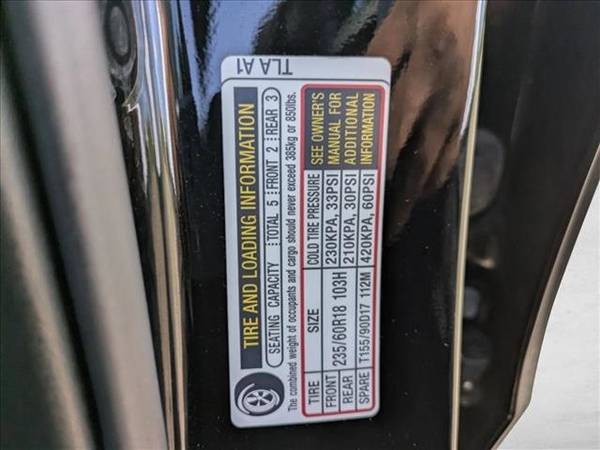 TLA A1
TIRE AND LOADING INFORMATION
SEATING CAPACITY TOTAL 5 FRONT 2 REAR 3
The combined weight of occupants and cargo should never exceed 385kg or 850lbs.
TIRE SIZE COLD TIRE PRESSURE SEE OWNER'S
FRONT 235/60R18 103H 230KPA, 33PSI MANUAL FOR
REAR 210KPA, 30PSI ADDITIONAL
SPARE T155/90D17 112M 420KPA, 60PSI INFORMATION